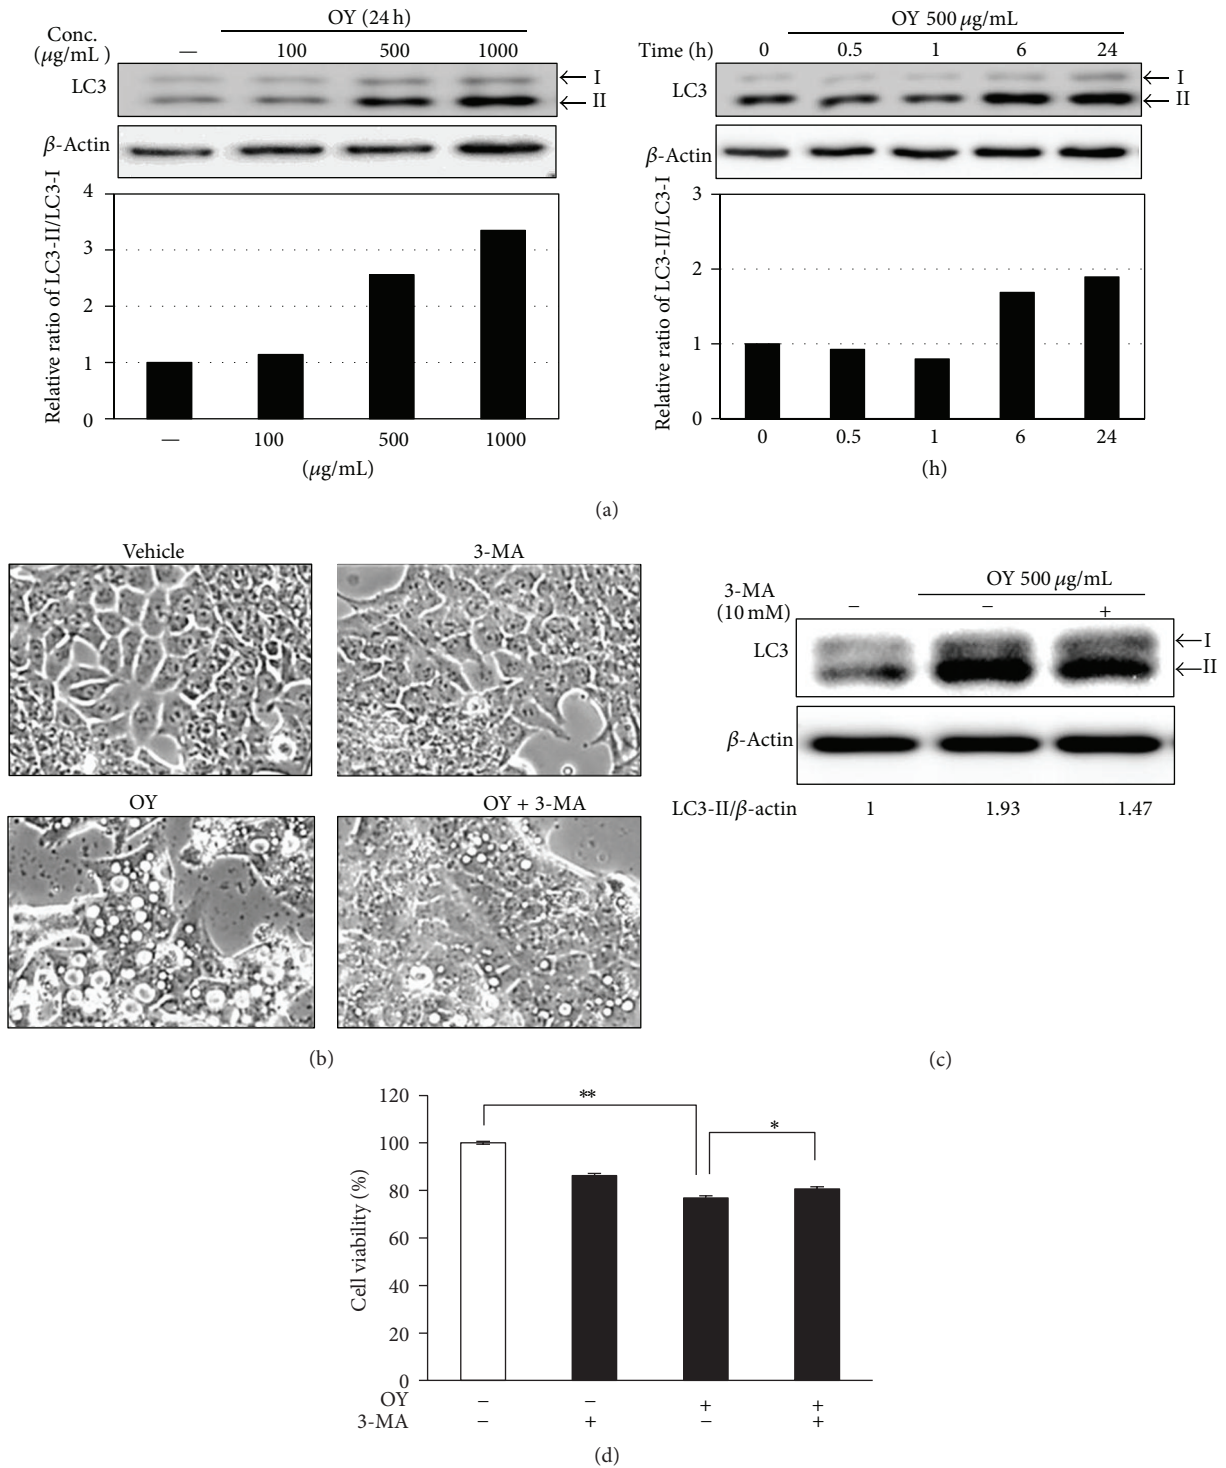 OY (24 h)
Conc.
(μg/mL) — 100 500 1000
LC3
I
II
β-Actin
Relative ratio of LC3-II/LC3-I
4
3
2
1
0
— 100 500 1000
(μg/mL)
OY 500 μg/mL
Time (h) 0 0.5 1 6 24
LC3
I
II
β-Actin
Relative ratio of LC3-II/LC3-I
3
2
1
0
0 0.5 1 6 24
(h)
(a)
Vehicle 3-MA
OY OY + 3-MA
(b)
OY 500 μg/mL
3-MA
(10 mM) − − +
LC3
I
II
β-Actin
LC3-II/β-actin 1 1.93 1.47
(c)
Cell viability (%)
120
100
80
60
40
20
0
**
*
OY − − + +
3-MA − + − +
(d)